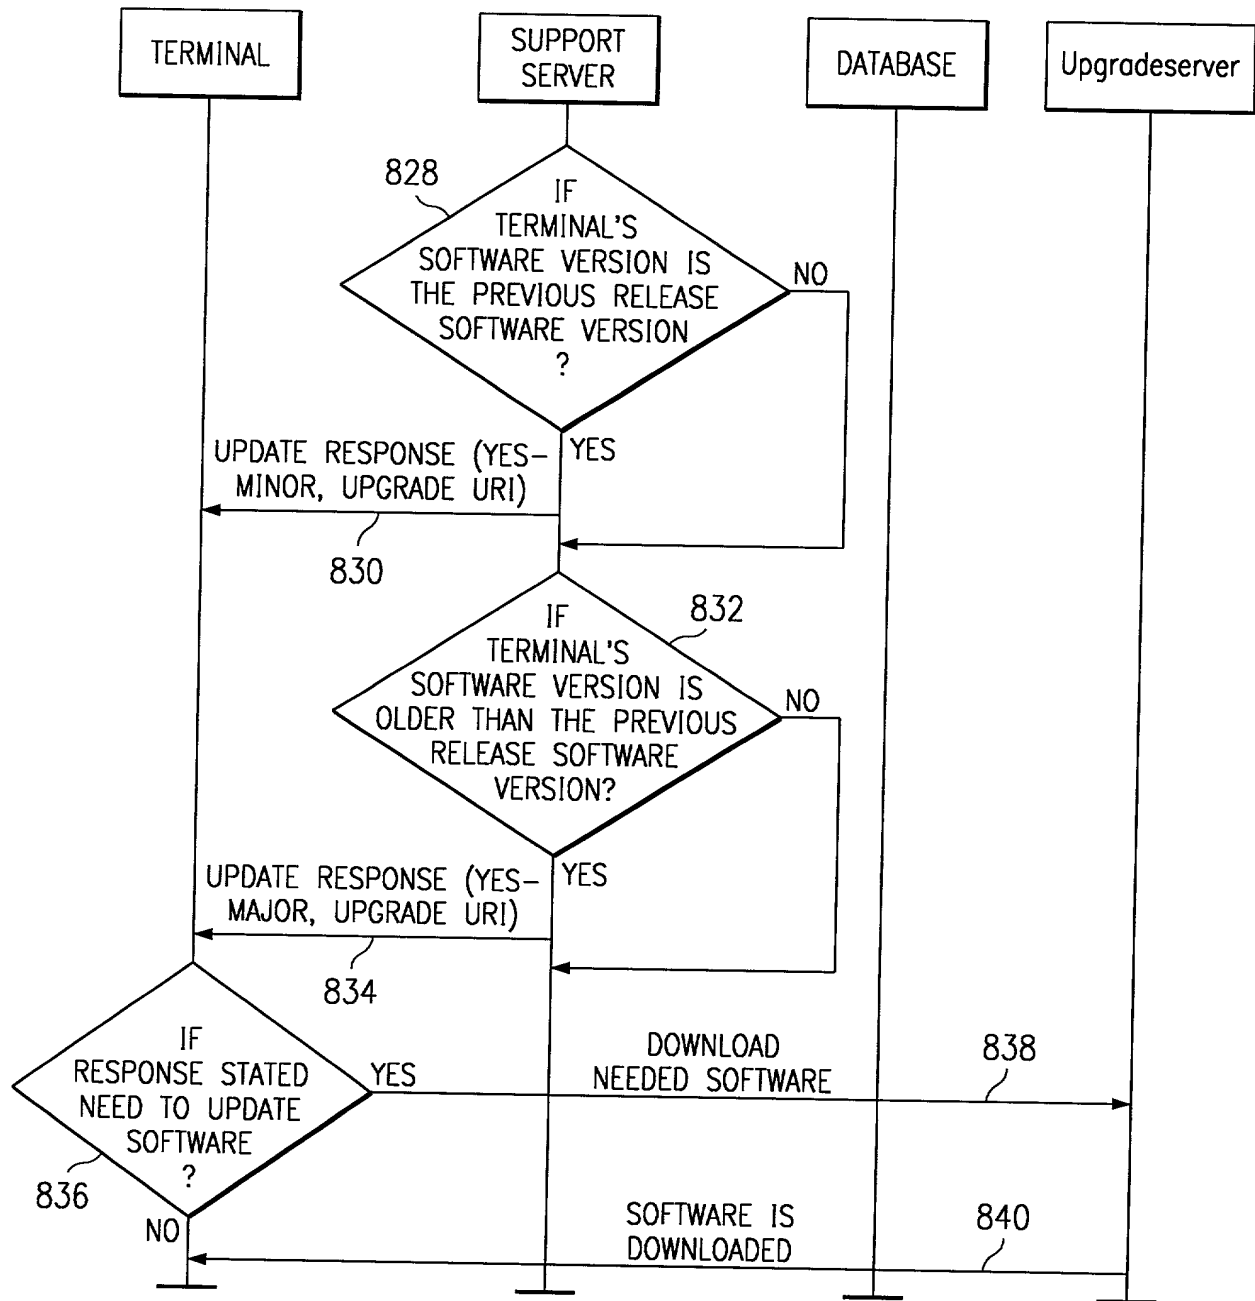 TERMINAL
SUPPORT
SERVER
DATABASE
Upgradeserver
828
IF
TERMINAL'S
SOFTWARE VERSION IS
THE PREVIOUS RELEASE
SOFTWARE VERSION
?
NO
YES
UPDATE RESPONSE (YES-
MINOR, UPGRADE URI)
830
832
IF
TERMINAL'S
SOFTWARE VERSION IS
OLDER THAN THE PREVIOUS
RELEASE SOFTWARE
VERSION?
NO
YES
UPDATE RESPONSE (YES-
MAJOR, UPGRADE URI)
834
IF
RESPONSE STATED
NEED TO UPDATE
SOFTWARE
?
YES
836
NO
DOWNLOAD
NEEDED SOFTWARE
838
SOFTWARE IS
DOWNLOADED
840